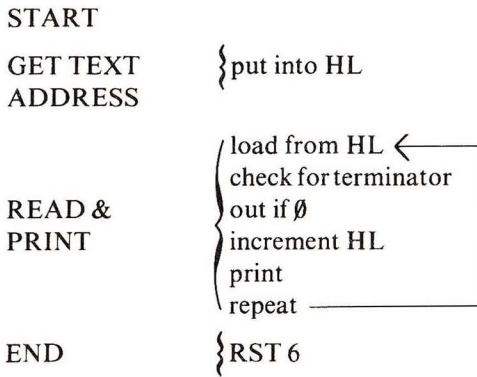 START
GET TEXT
ADDRESS
put into HL
READ &
PRINT
load from HL
check for terminator
out if Ø
increment HL
print
repeat
END
RST 6